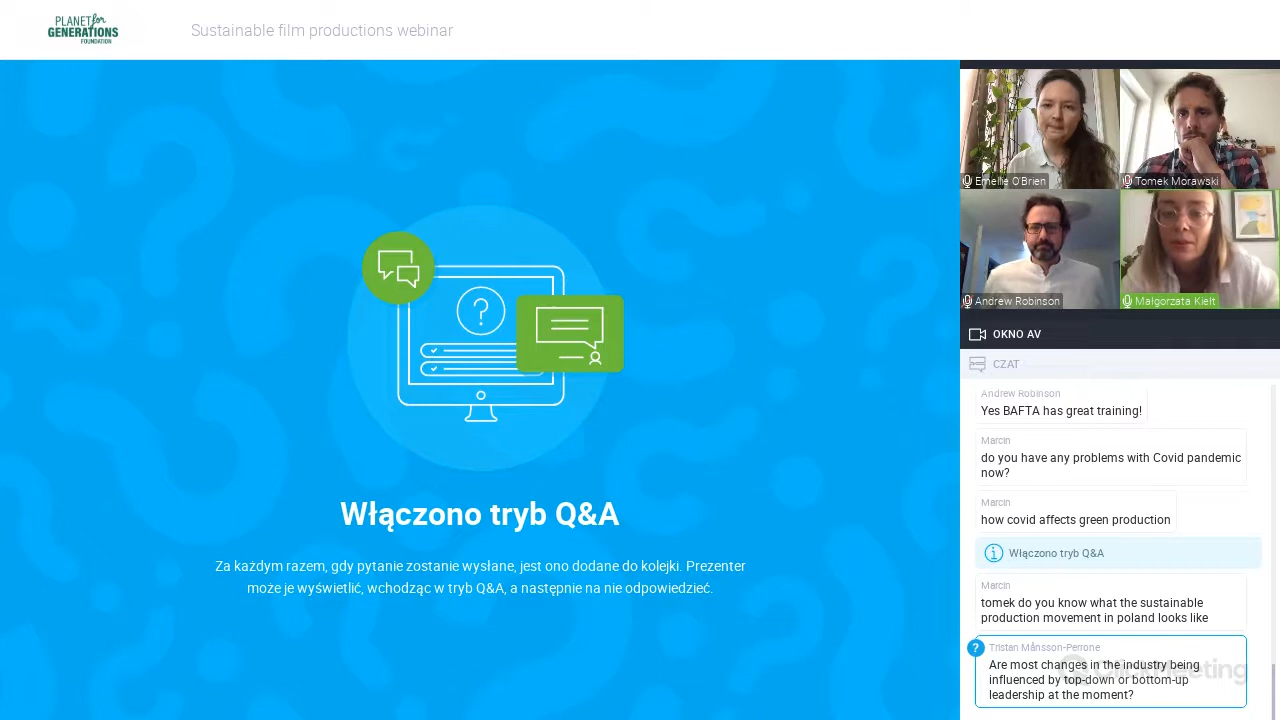 PLANET for
GENERATIONS
FOUNDATION
Sustainable film productions webinar
Włączono tryb Q&A
Za każdym razem, gdy pytanie zostanie wysłane, jest ono dodane do kolejki. Prezenter
może je wyświetlić, wchodząc w tryb Q&A, a następnie na nie odpowiedzieć.
Emellie O'Brien
Tomek Morawski
Andrew Robinson
Małgorzata Kiełt
OKNO AV
CZAT
Andrew Robinson
Yes BAFTA has great training!
Marcin
do you have any problems with Covid pandemic
now?
Marcin
how covid affects green production
Włączono tryb Q&A
Marcin
tomek do you know what the sustainable
production movement in poland looks like
Tristan Månsson-Perrone
Are most changes in the industry being
influenced by top-down or bottom-up
leadership at the moment?
ClickMeeting